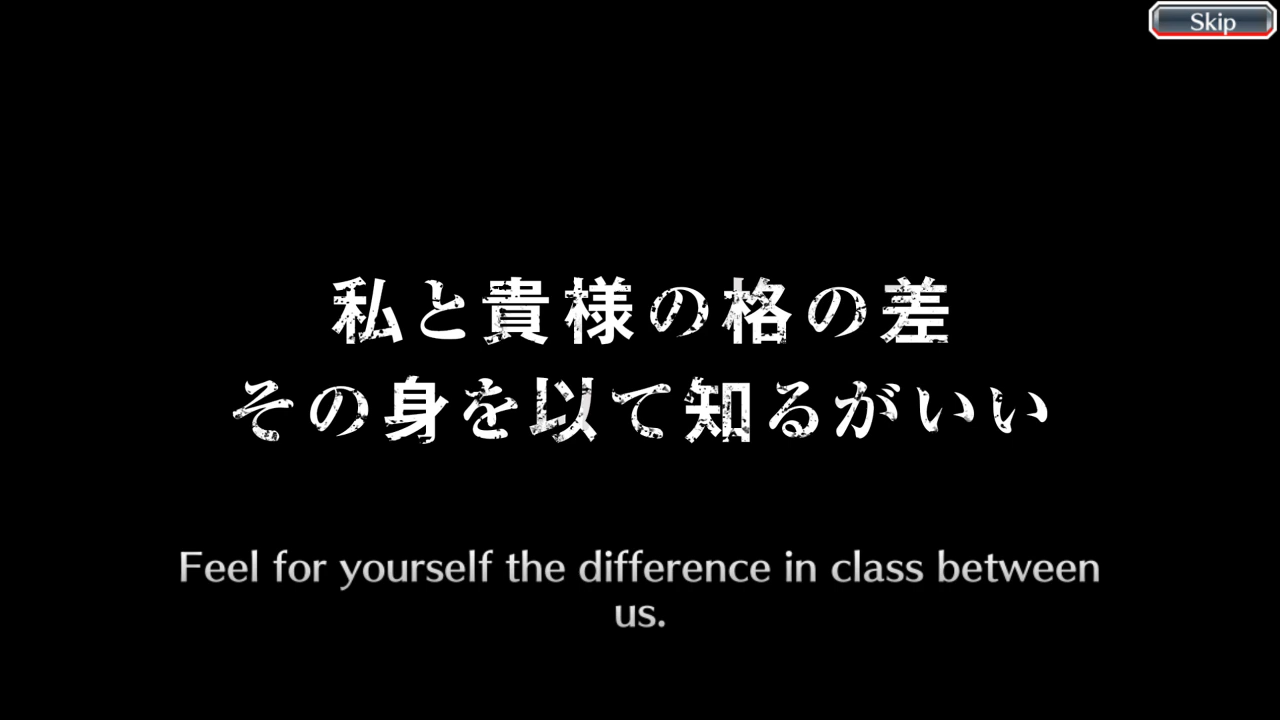 Skip
私と貴様の格の差
その身を以て知るがいい
Feel for yourself the difference in class between
us.